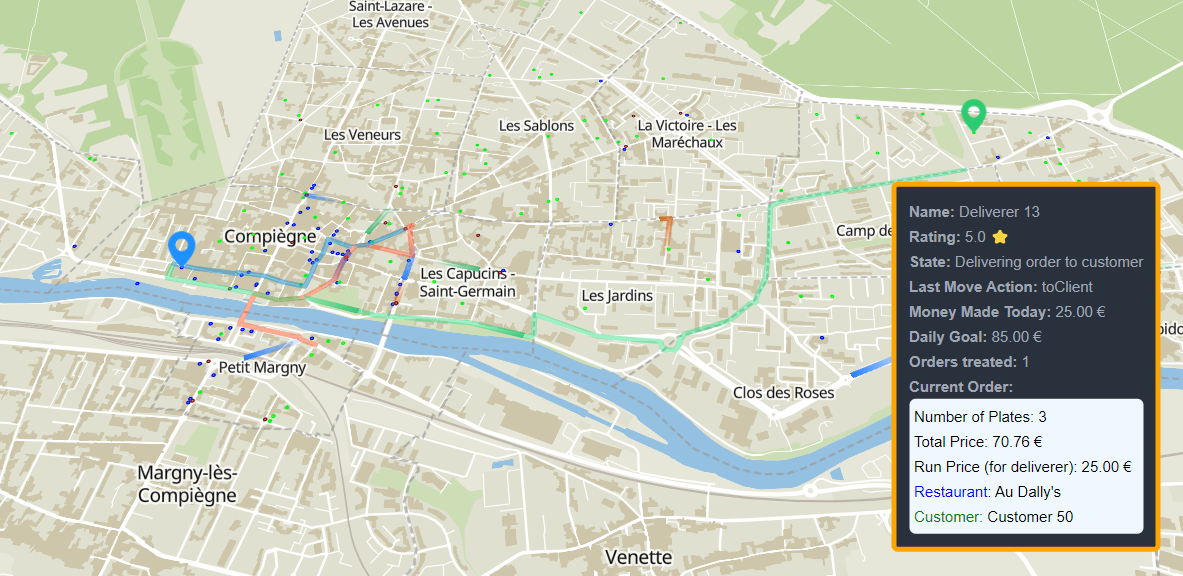 Saint-Lazare -
Les Avenues
Les Veneurs
Les Sablons
La Victoire - Les
Maréchaux
Compiègne
Camp de
Les Capucins -
Saint-Germain
Les Jardins
Petit Margny
Clos des Roses
Margny-lès-
Compiègne
Venette
Name: Deliverer 13
Rating: 5.0
State: Delivering order to customer
Last Move Action: toClient
Money Made Today: 25.00 €
Daily Goal: 85.00 €
Orders treated: 1
Current Order:
Number of Plates: 3
Total Price: 70.76 €
Run Price (for deliverer): 25.00 €
Restaurant: Au Dally's
Customer: Customer 50